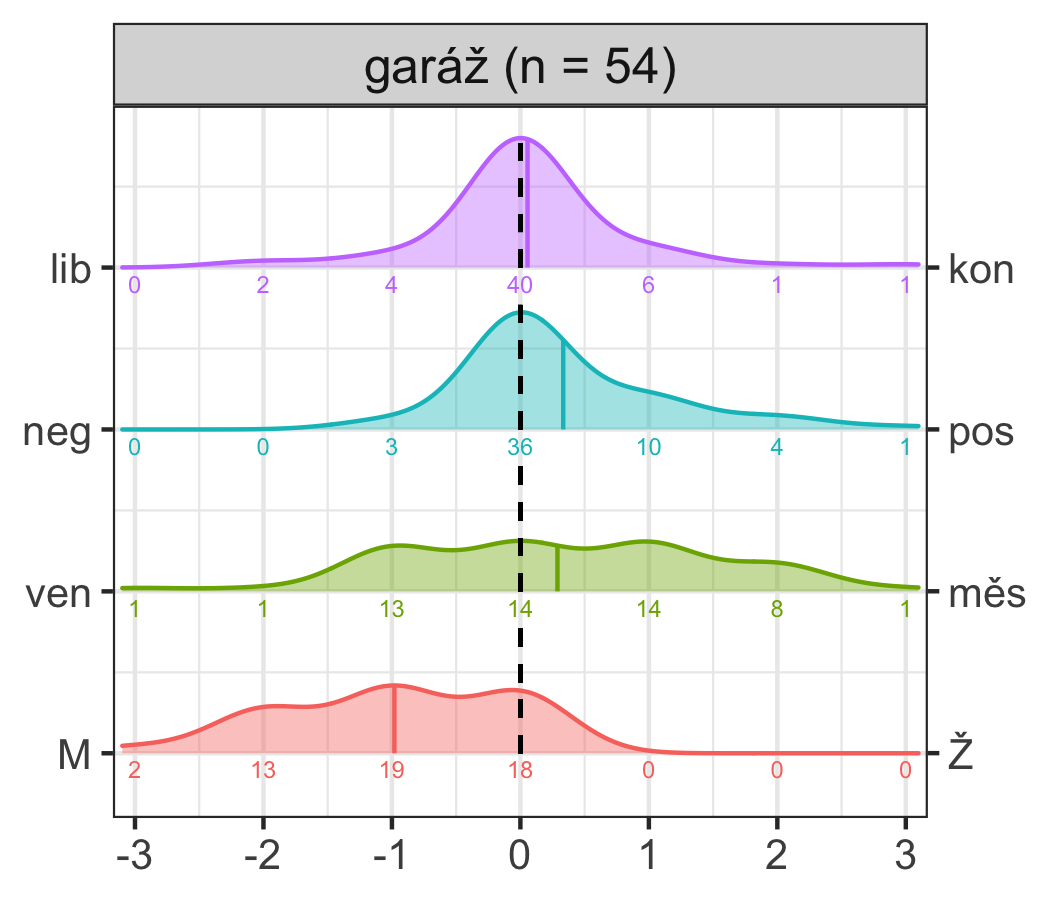 garáž (n = 54)
lib kon
0 2 4 40 6 1 1
neg pos
0 0 3 36 10 4 1
ven měs
1 1 13 14 14 8 1
M Ž
2 13 19 18 0 0 0
-3 -2 -1 0 1 2 3